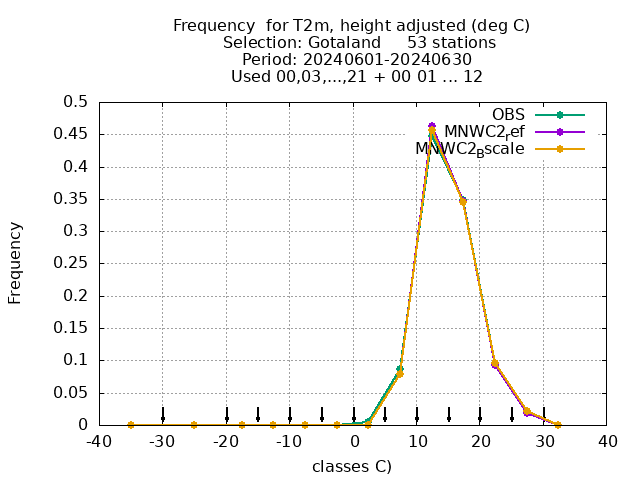 Frequency  for T2m, height adjusted (deg C)
Selection: Gotaland     53 stations
Period: 20240601-20240630
Used 00,03,...,21 + 00 01 ... 12
0.5
0.45
0.4
0.35
0.3
0.25
0.2
0.15
0.1
0.05
0
Frequency
OBS
MNWC2ref
MNWC2Bscale
-40 -30 -20 -10 0 10 20 30 40
classes C)